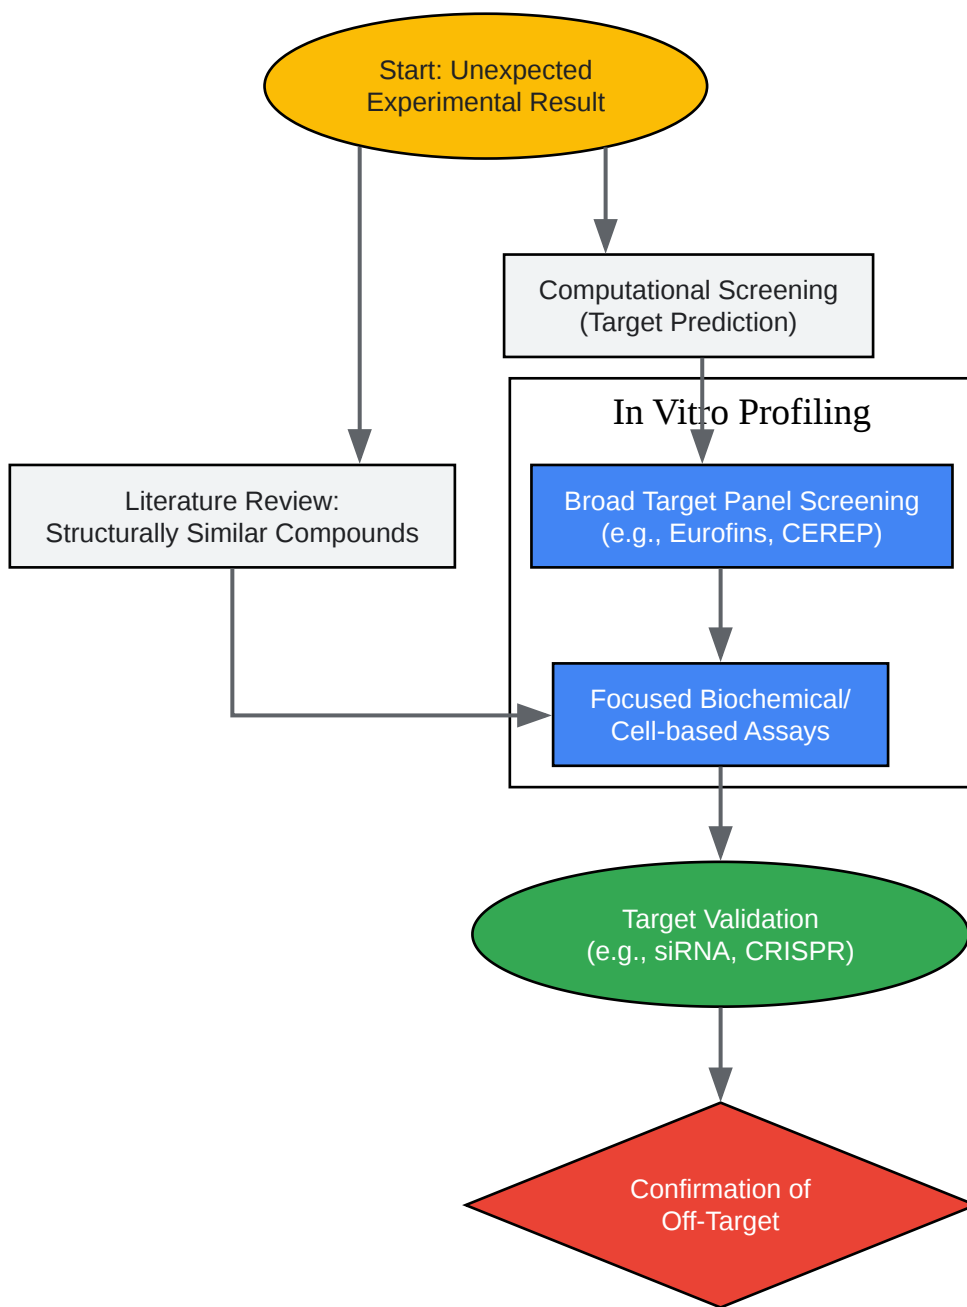 Start: Unexpected
Experimental Result
Computational Screening
(Target Prediction)
In Vitro Profiling
Literature Review:
Structurally Similar Compounds
Broad Target Panel Screening
(e.g., Eurofins, CEREP)
Focused Biochemical/
Cell-based Assays
Target Validation
(e.g., siRNA, CRISPR)
Confirmation of
Off-Target